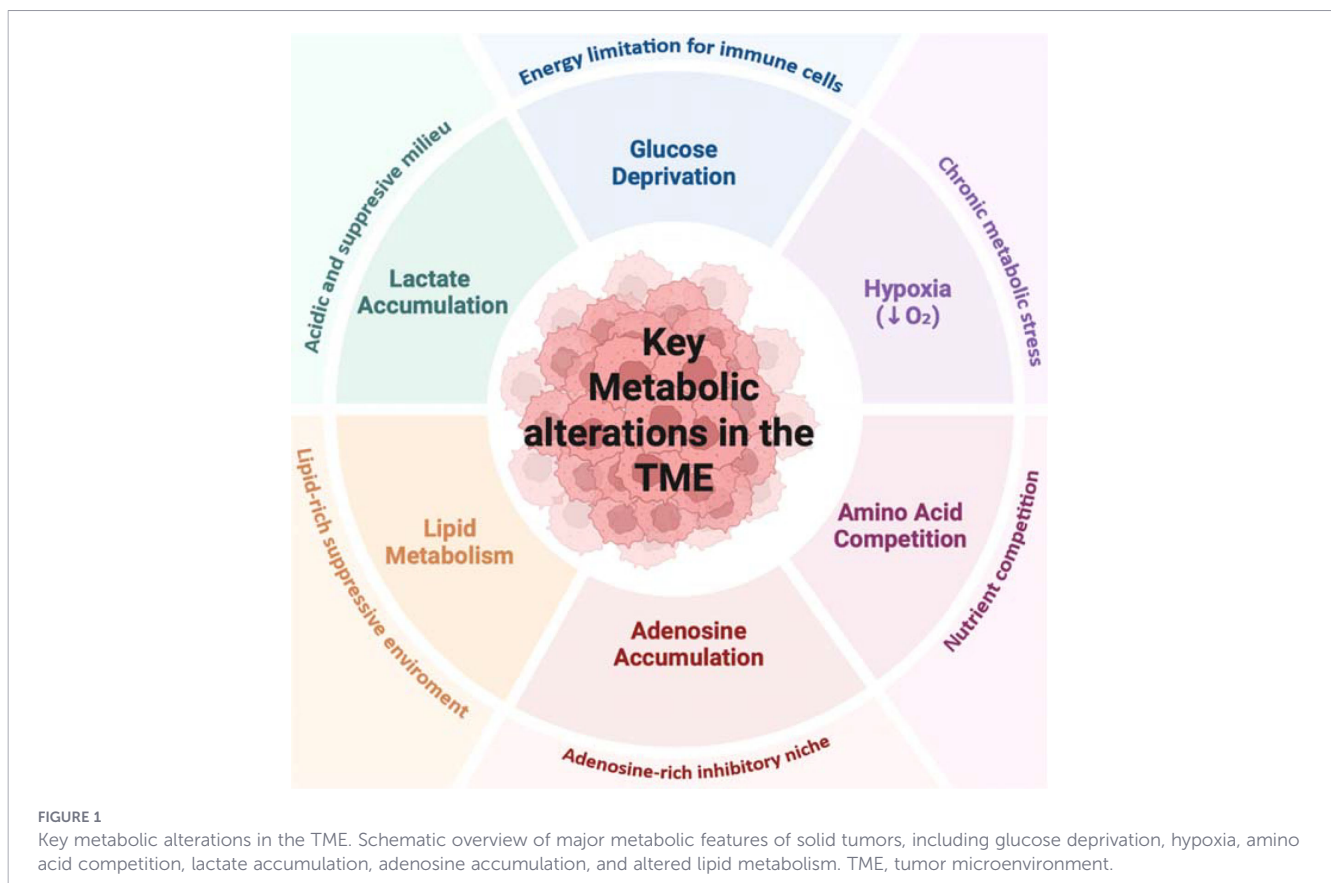 Energy limitation for immune cells
Glucose
Deprivation
Chronic metabolic stress
Hypoxia
(↓O₂)
Nutrient competition
Amino Acid
Competition
Adenosine
Accumulation
Adenosine-rich inhibitory niche
Lipid
Metabolism
Lipid-rich suppressive enviroment
Lactate
Accumulation
Acidic and suppresive milieu
Key
Metabolic
alterations in the
TME
FIGURE 1
Key metabolic alterations in the TME. Schematic overview of major metabolic features of solid tumors, including glucose deprivation, hypoxia, amino
acid competition, lactate accumulation, adenosine accumulation, and altered lipid metabolism. TME, tumor microenvironment.